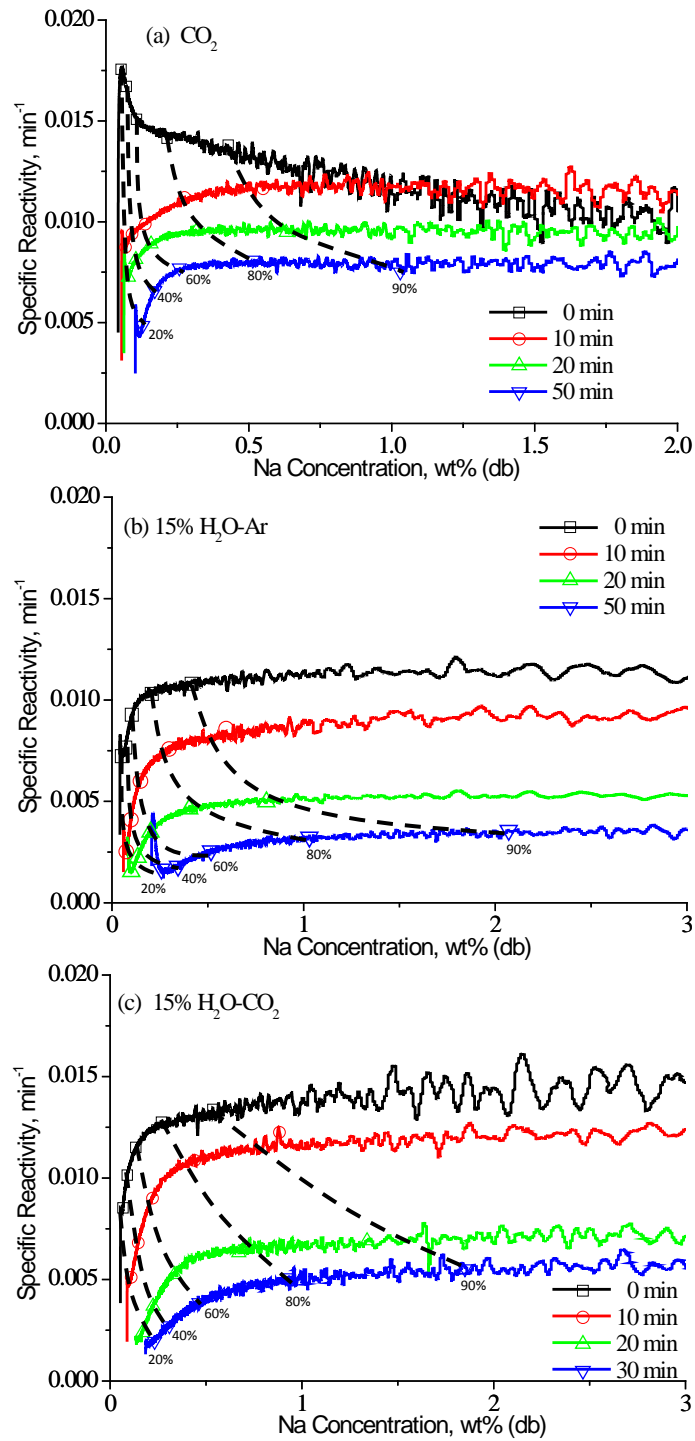 (a) CO₂
Specific Reactivity, min⁻¹
0.020
0.015
0.010
0.005
0.000
20%
40%
60%
80%
90%
0 min
10 min
20 min
50 min
0.0 0.5 1.0 1.5 2.0
Na Concentration, wt% (db)
(b) 15% H₂O-Ar
Specific Reactivity, min⁻¹
0.020
0.015
0.010
0.005
0.000
0 min
10 min
20 min
50 min
20%
40%
60%
80%
90%
0 1 2 3
Na Concentration, wt% (db)
(c) 15% H₂O-CO₂
Specific Reactivity, min⁻¹
0.020
0.015
0.010
0.005
0.000
20%
40%
60%
80%
90%
0 min
10 min
20 min
30 min
0 1 2 3
Na Concentration, wt% (db)